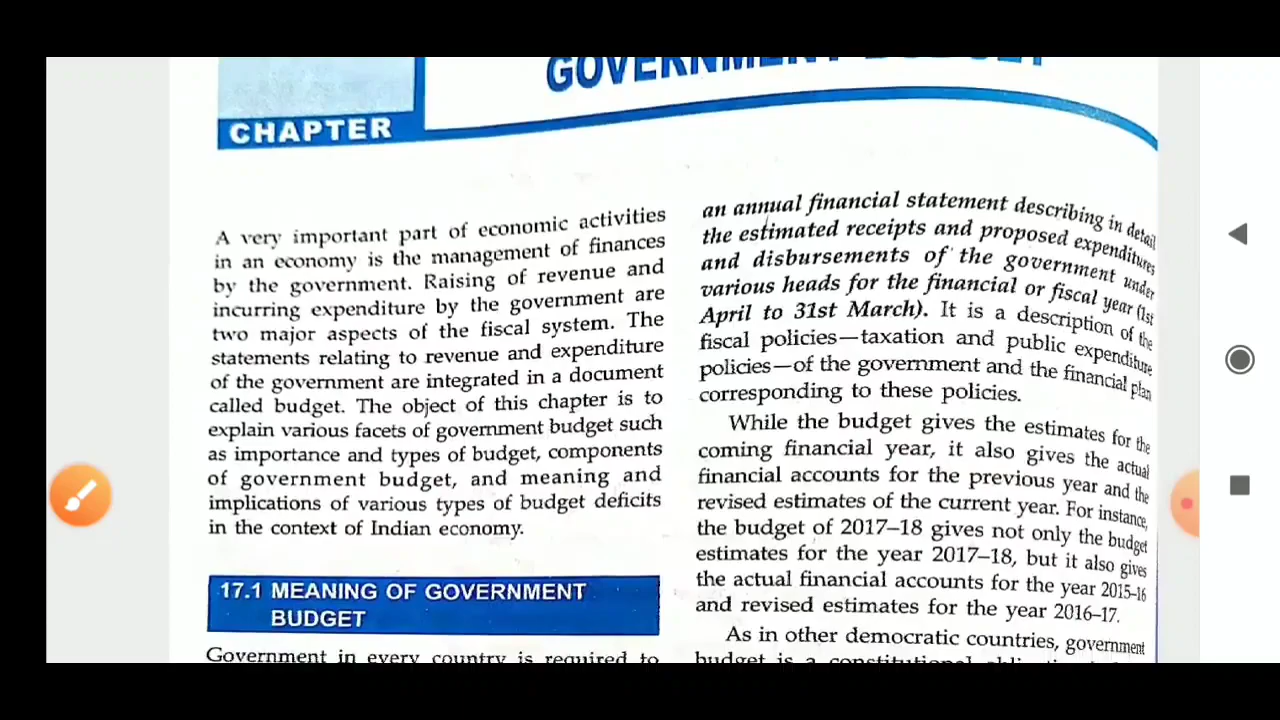 GOVERNMENT BUDGET
CHAPTER
A very important part of economic activities
in an economy is the management of finances
by the government. Raising of revenue and
incurring expenditure by the government are
two major aspects of the fiscal system. The
statements relating to revenue and expenditure
of the government are integrated in a document
called budget. The object of this chapter is to
explain various facets of government budget such
as importance and types of budget, components
of government budget, and meaning and
implications of various types of budget deficits
in the context of Indian economy.
17.1 MEANING OF GOVERNMENT
BUDGET
Government in every country is required to
an annual financial statement describing in detail
the estimated receipts and proposed expenditures
and disbursements of the government under
various heads for the financial or fiscal year (1st
April to 31st March). It is a description of the
fiscal policies—taxation and public expenditure
policies—of the government and the financial plan
corresponding to these policies.
While the budget gives the estimates for the
coming financial year, it also gives the actual
financial accounts for the previous year and the
revised estimates of the current year. For instance,
the budget of 2017–18 gives not only the budget
estimates for the year 2017–18, but it also gives
the actual financial accounts for the year 2015–16
and revised estimates for the year 2016–17.
As in other democratic countries, government
budget is a constitutional